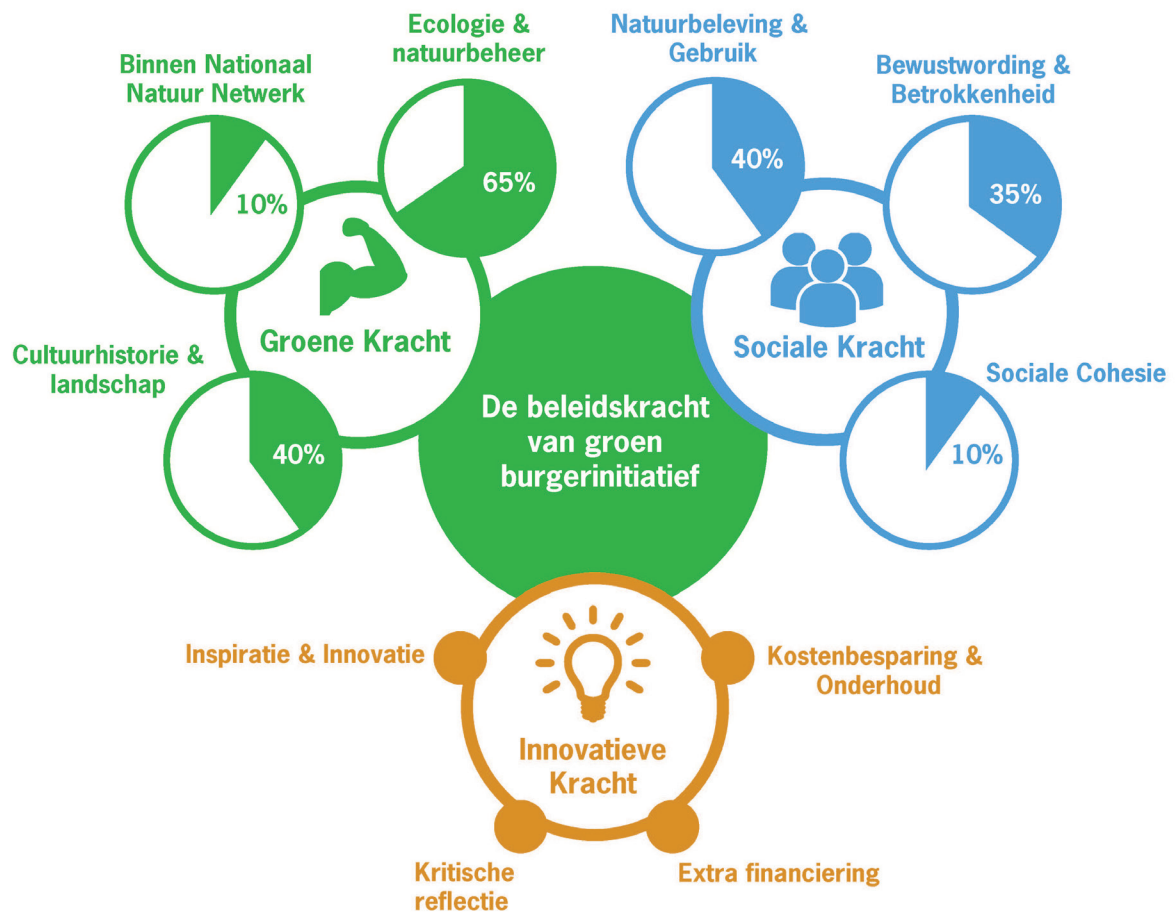 Ecologie &
natuurbeheer
65%
Binnen Nationaal
Natuur Netwerk
10%
Groene Kracht
Cultuurhistorie &
landschap
40%
Natuurbeleving &
Gebruik
40%
Bewustwording &
Betrokkenheid
35%
Sociale Kracht
Sociale Cohesie
10%
De beleidskracht
van groen
burgerinitiatief
Inspiratie & Innovatie
Kostenbesparing &
Onderhoud
Innovatieve
Kracht
Kritische
reflectie
Extra financiering